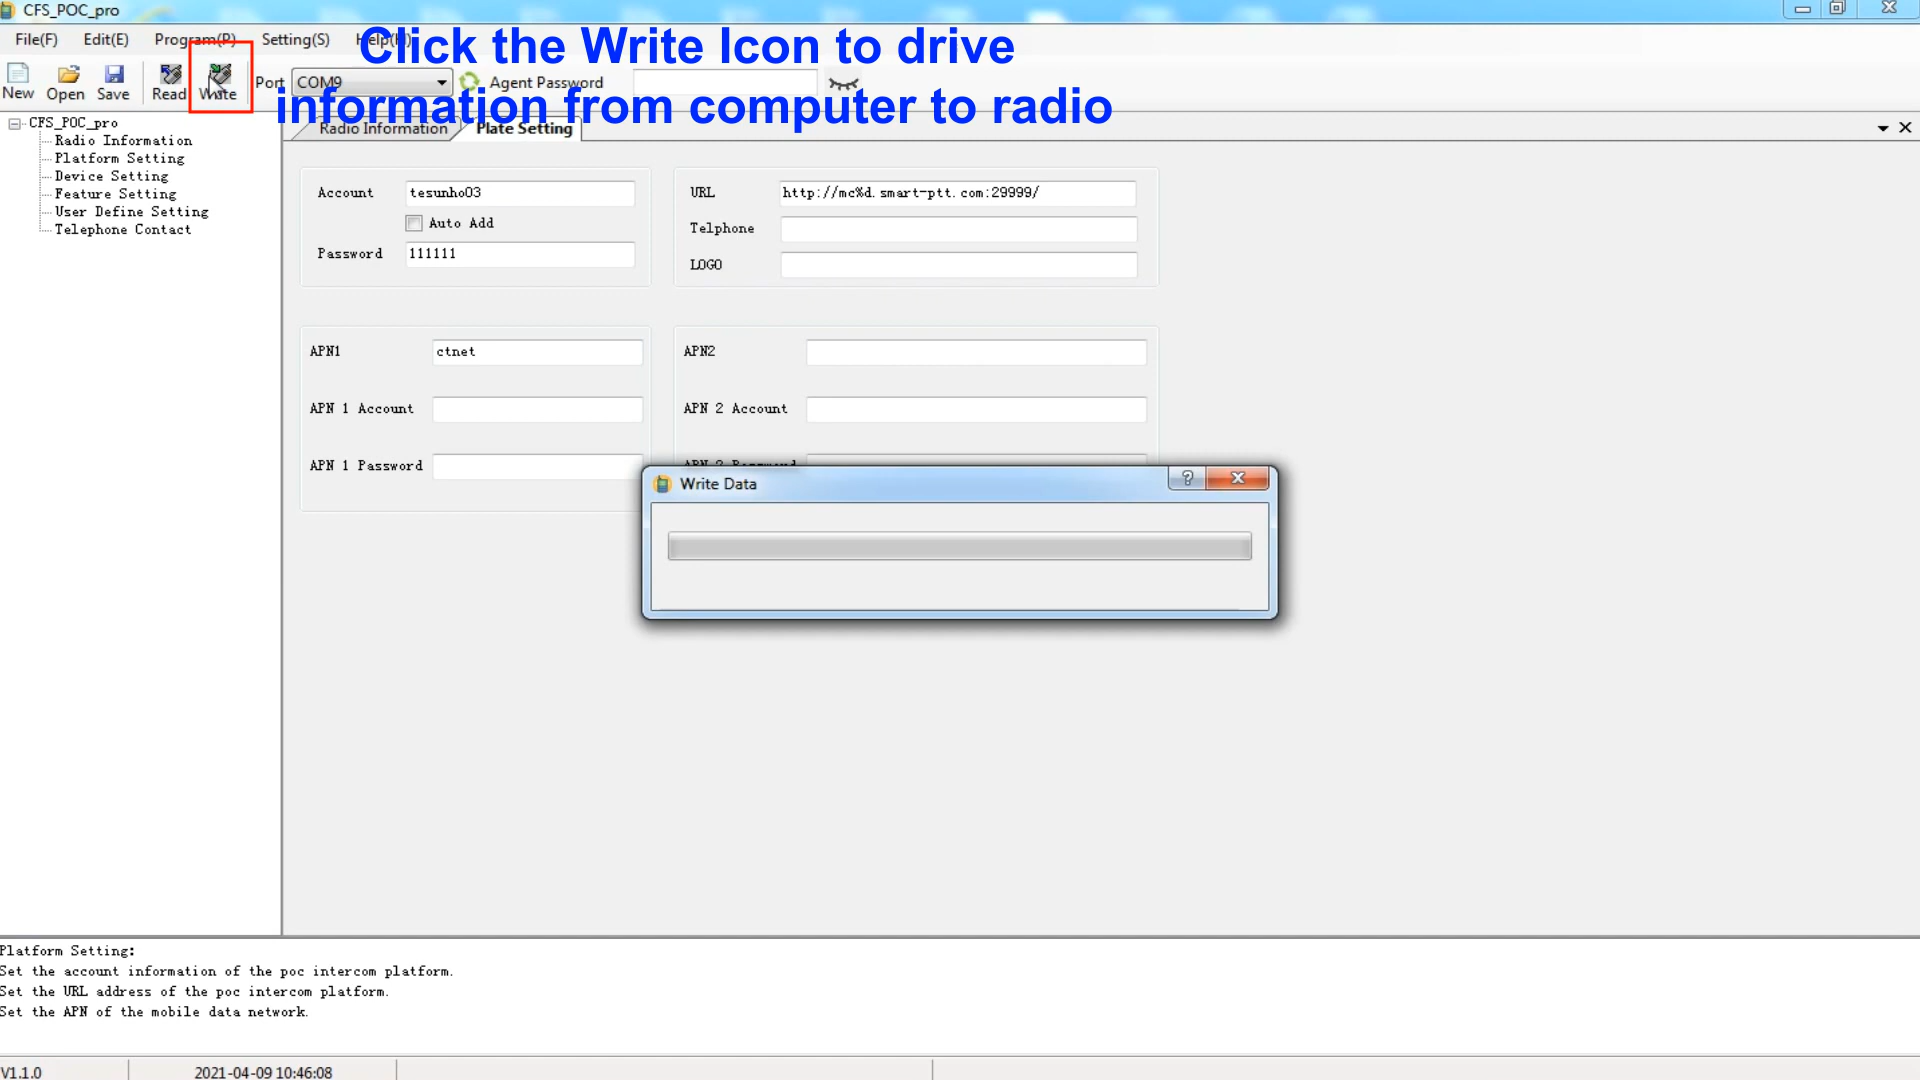 CFS_POC_pro
File(F) Edit(E) Program(P) Setting(S)
Click the Write Icon to drive
information from computer to radio
New Open Save Read Write Port COM9 Agent Password
CFS_POC_pro
Radio Information
Platform Setting
Device Setting
Feature Setting
User Define Setting
Telephone Contact
Radio Information Plate Setting
Account tesunho03
Auto Add
Password 111111
URL http://mc%d.smart-ptt.com:29999/
Telphone
LOGO
APN1 ctnet
APN 1 Account
APN 1 Password
APN2
APN 2 Account
APN 2 Password
Write Data
?
Platform Setting:
Set the account information of the poc intercom platform.
Set the URL address of the poc intercom platform.
Set the APN of the mobile data network.
V1.1.0 2021-04-09 10:46:08